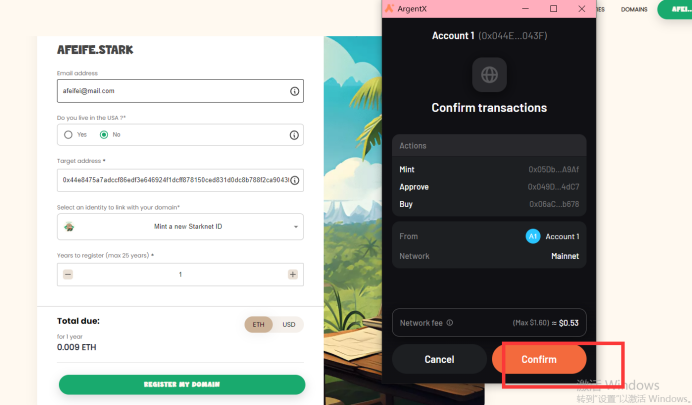 ArgentX
IES
DOMAINS
AFEI...
AFEIFE.STARK
Email address
afeifei@mail.com
Do you live in the USA ?*
Yes
No
Target address *
Select an identity to link with your domain*
Mint a new Starknet ID
Years to register (max 25 years) *
1
Total due:
ETH
USD
for 1 year
0.009 ETH
REGISTER MY DOMAIN
Account 1 (0x044E...043F)
Confirm transactions
Actions
Mint 0x05Db...A9Af
Approve 0x049D...4dC7
Buy 0x06aC...b678
From A1 Account 1
Network Mainnet
Network fee (Max $1.60) ≈ $0.53
Cancel
Confirm
激活 Windows
转到"设置"以激活 Windows。